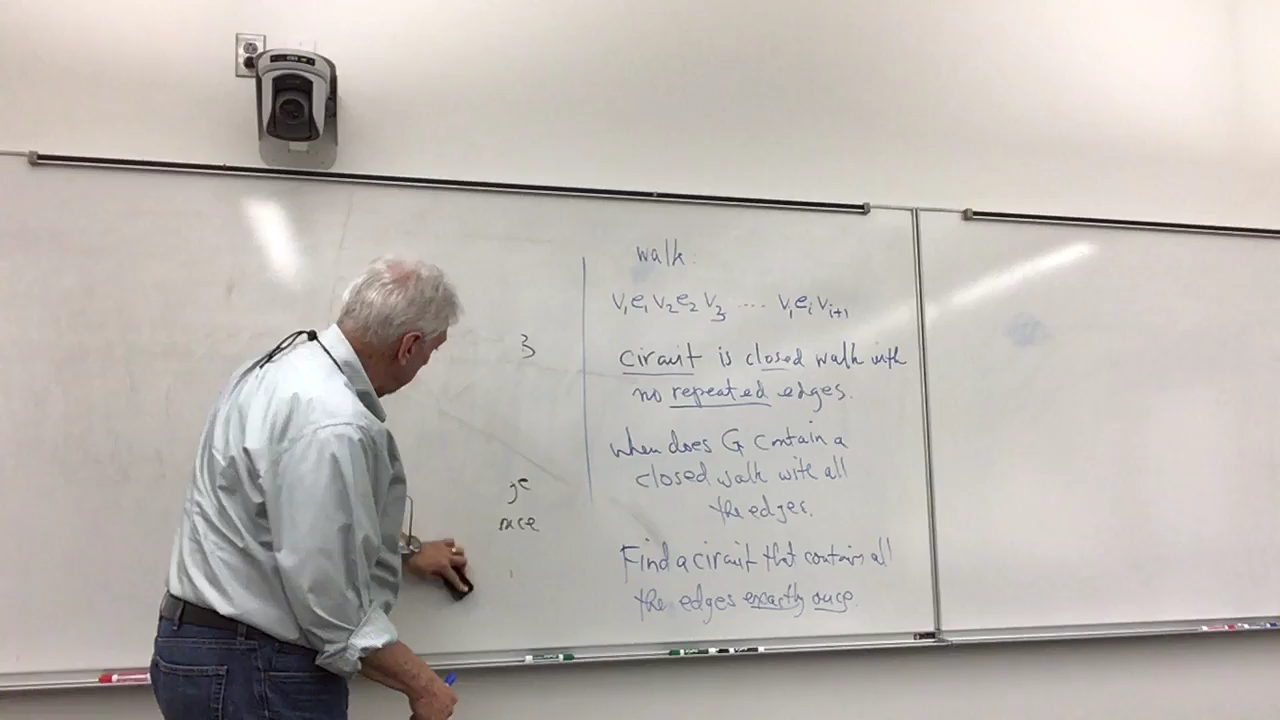 walk:
v₁e₁v₂e₂v₃ .... vᵢeᵢvᵢ₊₁
3
circuit is closed walk with
no repeated edges.
when does G contain a
closed walk with all
the edges.
Find a circuit that contains all
the edges exactly once